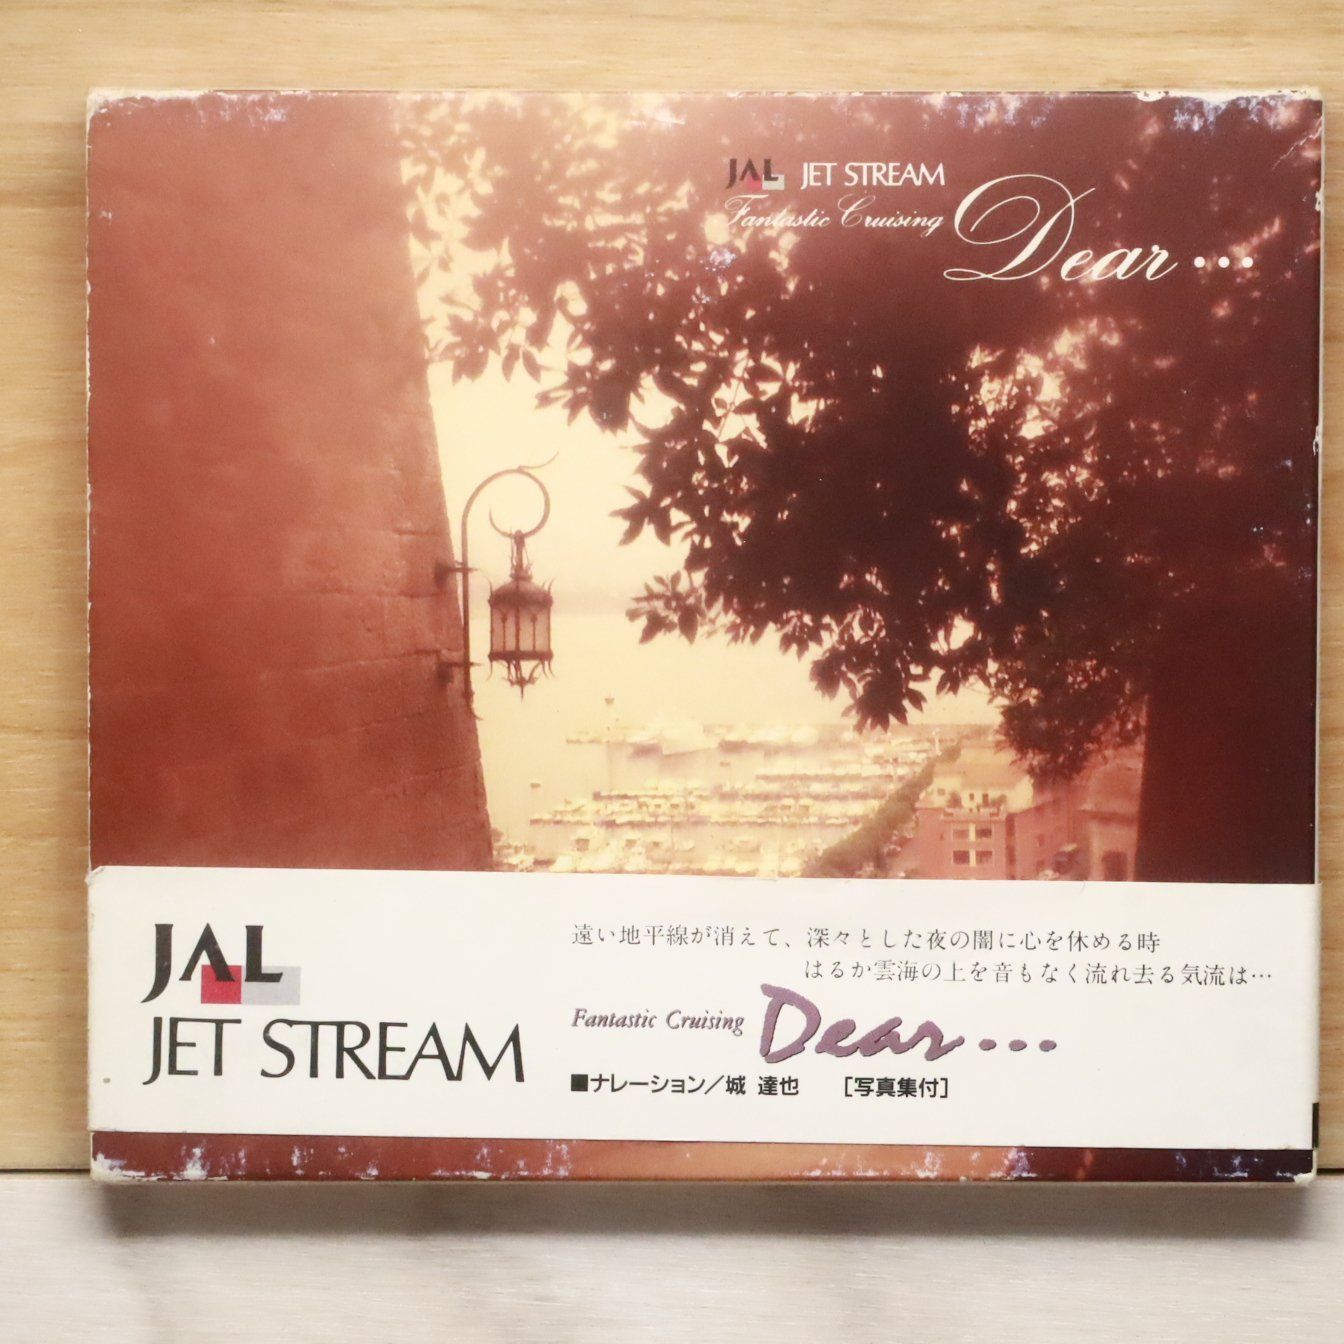 JAL JET STREAM
Fantastic Cruising Dear…
JAL
JET STREAM
遠い地平線が消えて、深々とした夜の闇に心を休める時
はるか雲海の上を音もなく流れ去る気流は…
Fantastic Cruising Dear…
■ナレーション／城 達也 [写真集付]